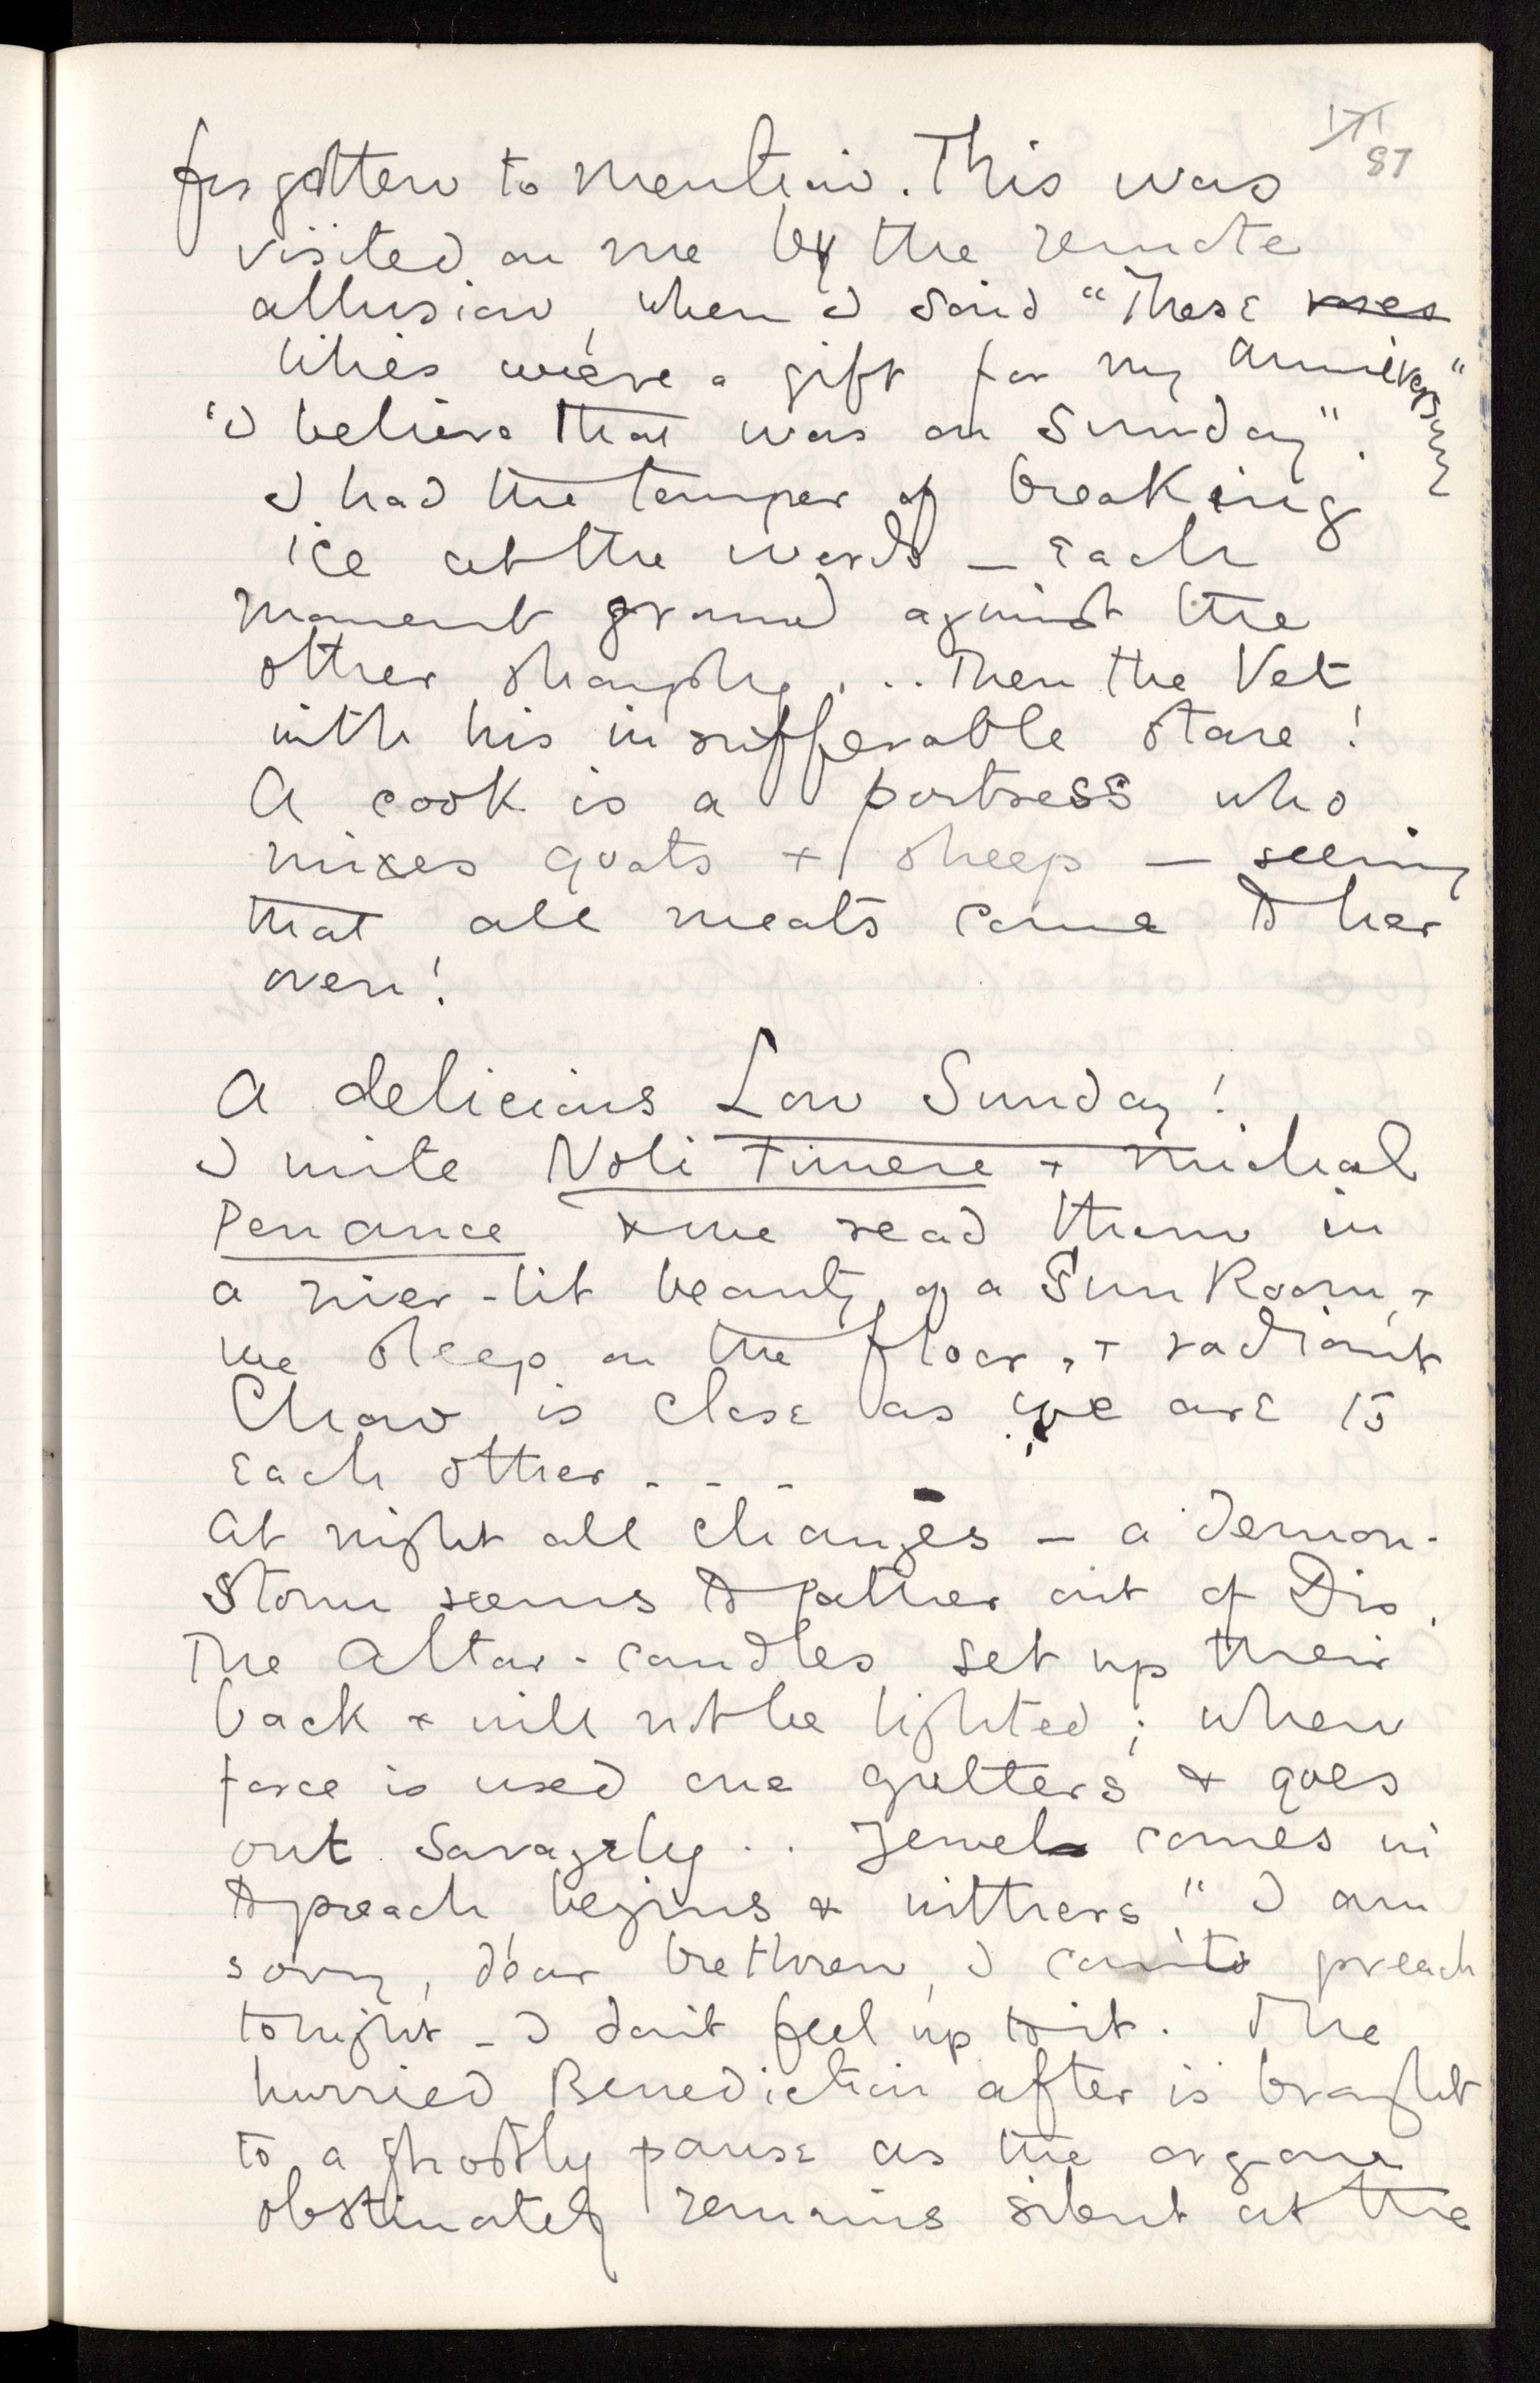 171
87
forgotten to mention. This was
visited on me by the remote
allusion, when I said "These roses
lilies were a gift for my anniversary"
"I believe that was on Sunday".
I had the temper of breaking
ice at the words – Each
moment ground against the
other sharply . .. Then the Vet
with his insufferable stare!
A cook is a portress who
mixes goats + sheep – seeing
that all meats come to her
oven!
A delicious Low Sunday!
I write Noli Timere + Michael
Penance & we read them in
a river-lit beauty of a Sun Room, +
we sleep on the floor, + radiant
Chow is close as we are to
Each other - - -
At night all changes – a demon-
storm seems to gather out of Dis.
The Altar-candles set up their
back & will not be lighted; when
force is used one gutters & goes
out savagely .. Jewel comes in
to preach begins & withers "I am
sorry, dear brethren, I can't preach
tonight – I don't feel up to it. The
hurried Benediction after is brought
to a ghostly pause as the organ
obstinately remains silent at the